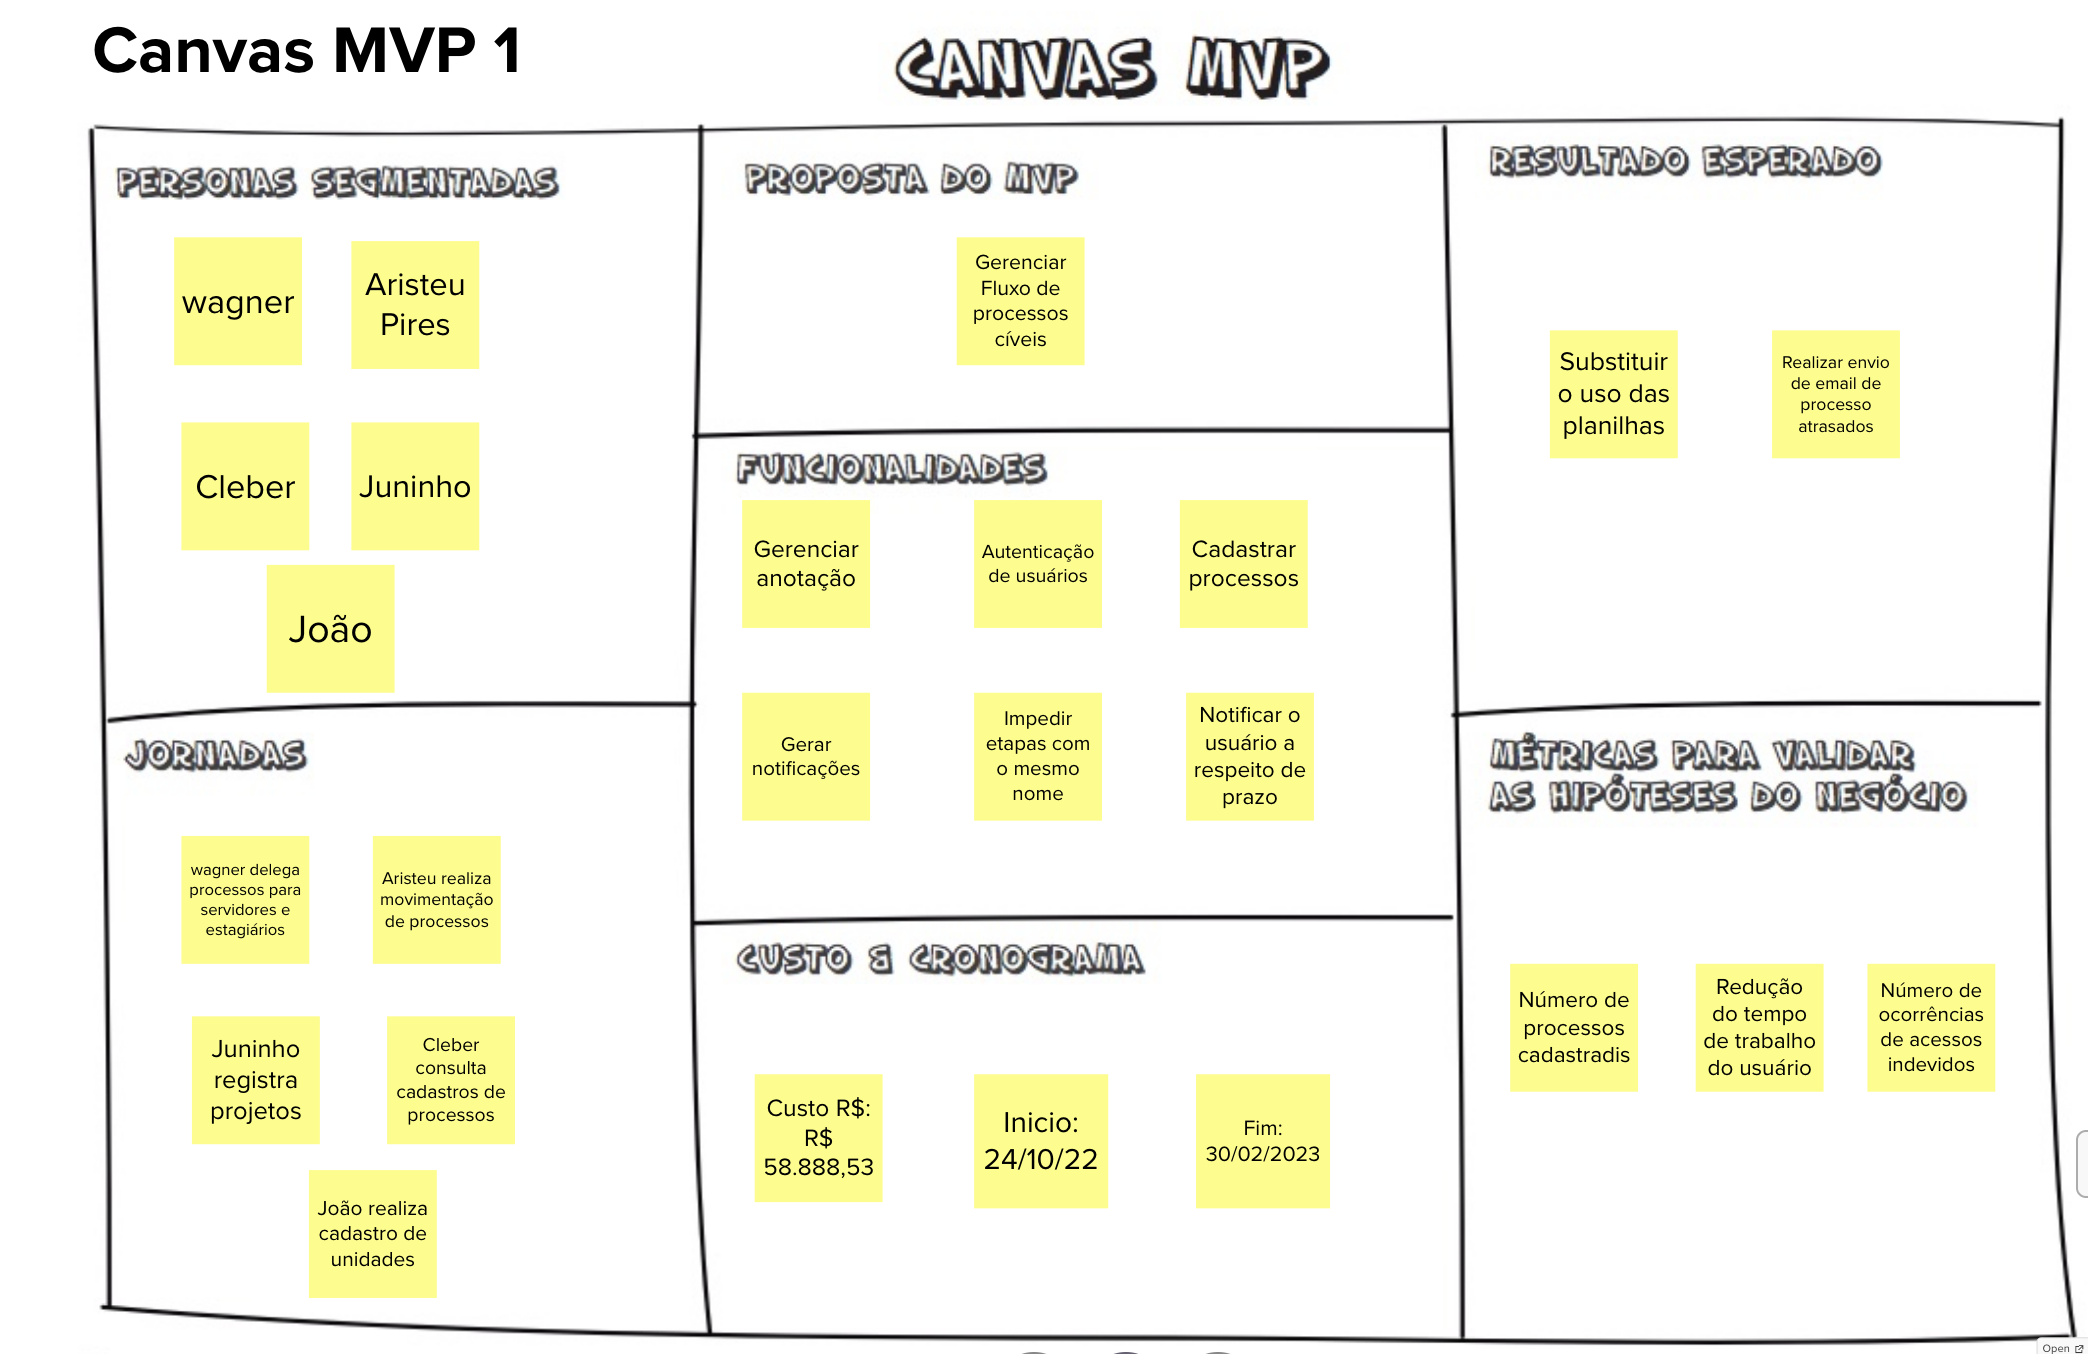 Canvas MVP 1
CANVAS MVP
PERSONAS SEGMENTADAS
wagner
Aristeu
Pires
Cleber
Juninho
João
JORNADAS
wagner delega
processos para
servidores e
estagiários
Aristeu realiza
movimentação
de processos
Juninho
registra
projetos
Cleber
consulta
cadastros de
processos
João realiza
cadastro de
unidades
PROPOSTA DO MVP
Gerenciar
Fluxo de
processos
cíveis
FUNCIONALIDADES
Gerenciar
anotação
Autenticação
de usuários
Cadastrar
processos
Gerar
notificações
Impedir
etapas com
o mesmo
nome
Notificar o
usuário a
respeito de
prazo
CUSTO & CRONOGRAMA
Custo R$:
R$
58.888,53
Inicio:
24/10/22
Fim:
30/02/2023
RESULTADO ESPERADO
Substituir
o uso das
planilhas
Realizar envio
de email de
processo
atrasados
MÉTRICAS PARA VALIDAR
AS HIPÓTESES DO NEGÓCIO
Número de
processos
cadastradis
Redução
do tempo
de trabalho
do usuário
Número de
ocorrências
de acessos
indevidos
Open